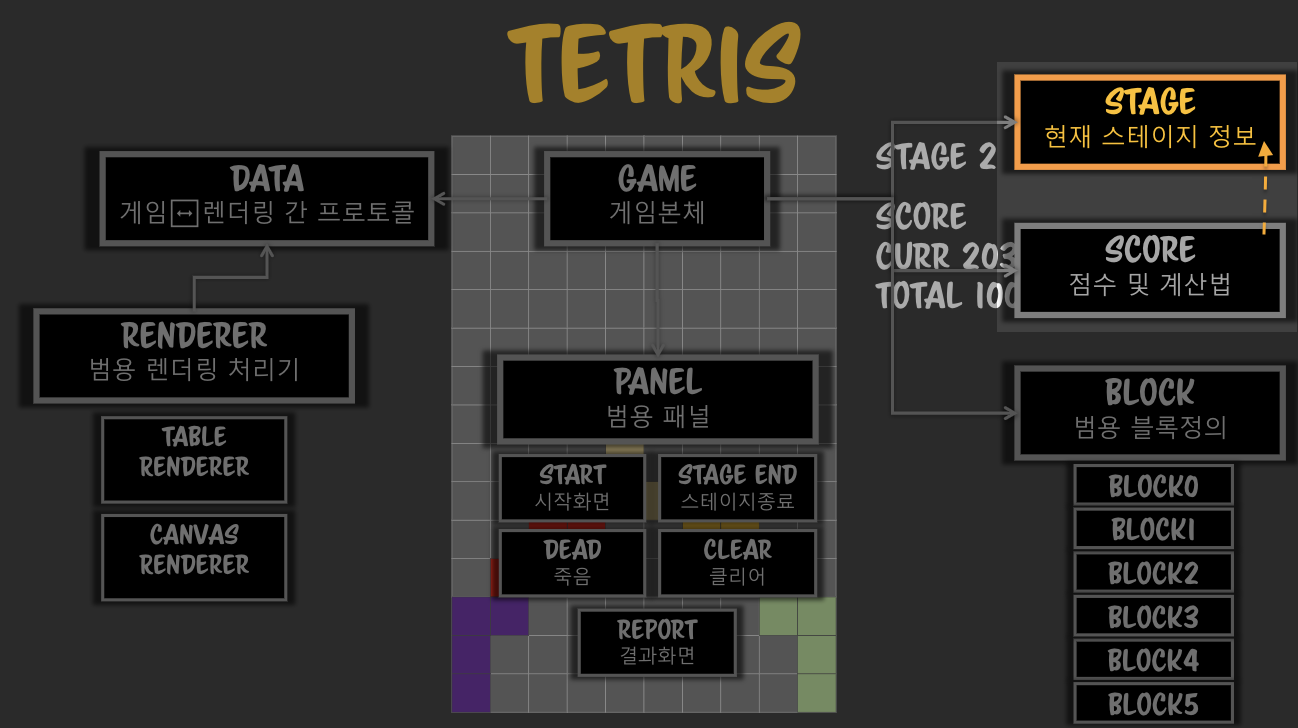 TETRIS
DATA
게임↔렌더링 간 프로토콜
RENDERER
범용 렌더링 처리기
TABLE
RENDERER
CANVAS
RENDERER
GAME
게임본체
PANEL
범용 패널
START
시작화면
STAGE END
스테이지종료
DEAD
죽음
CLEAR
클리어
REPORT
결과화면
STAGE 2
SCORE
CURR 203
TOTAL 100
STAGE
현재 스테이지 정보
SCORE
점수 및 계산법
BLOCK
범용 블록정의
BLOCK0
BLOCK1
BLOCK2
BLOCK3
BLOCK4
BLOCK5